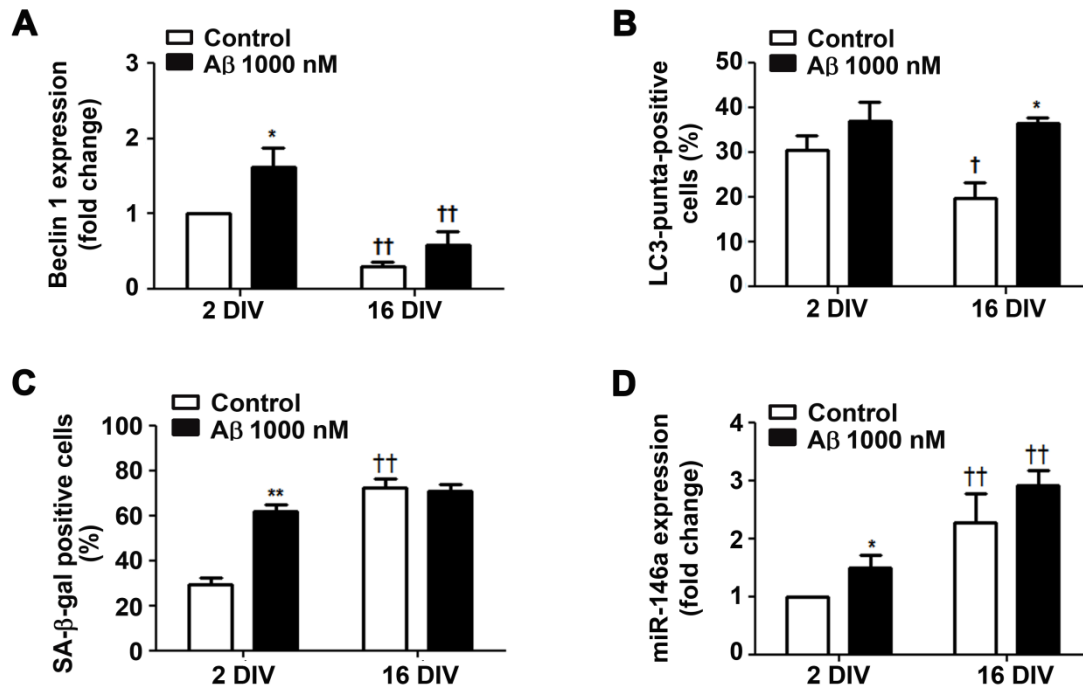 A
Control
Aβ 1000 nM
Beclin 1 expression
(fold change)
3
2
1
0
*
††
††
2 DIV
16 DIV
B
Control
Aβ 1000 nM
LC3-punta-positive
cells (%)
50
40
30
20
10
0
†
*
2 DIV
16 DIV
C
Control
Aβ 1000 nM
SA-β-gal positive cells
(%)
100
80
60
40
20
0
**
††
2 DIV
16 DIV
D
Control
Aβ 1000 nM
miR-146a expression
(fold change)
4
3
2
1
0
*
††
††
2 DIV
16 DIV